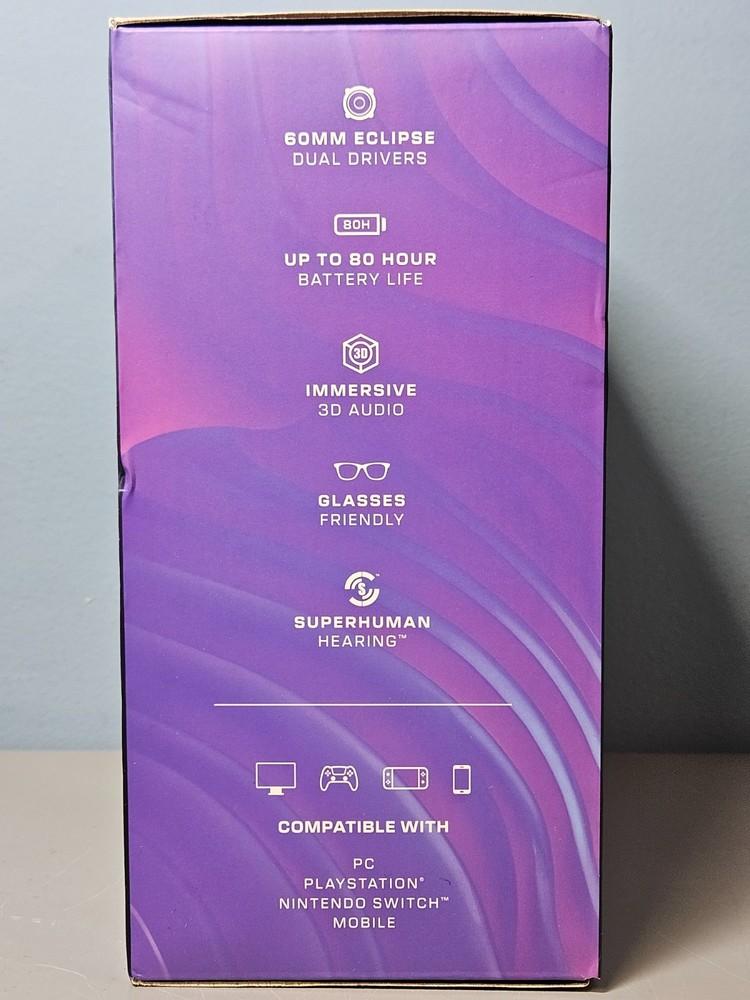 60MM ECLIPSE
DUAL DRIVERS
80H
UP TO 80 HOUR
BATTERY LIFE
3D
IMMERSIVE
3D AUDIO
GLASSES
FRIENDLY
S
SUPERHUMAN
HEARING™
COMPATIBLE WITH
PC
PLAYSTATION®
NINTENDO SWITCH™
MOBILE